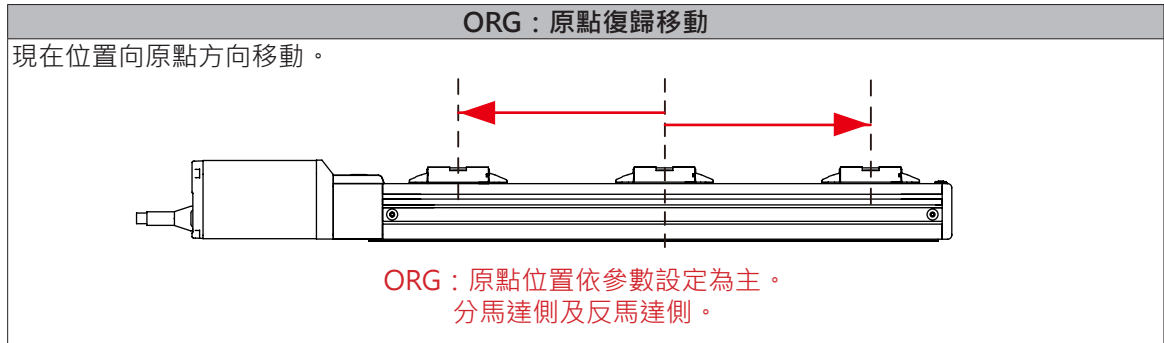 ORG：原點復歸移動
現在位置向原點方向移動。
ORG：原點位置依參數設定為主。
分馬達側及反馬達側。